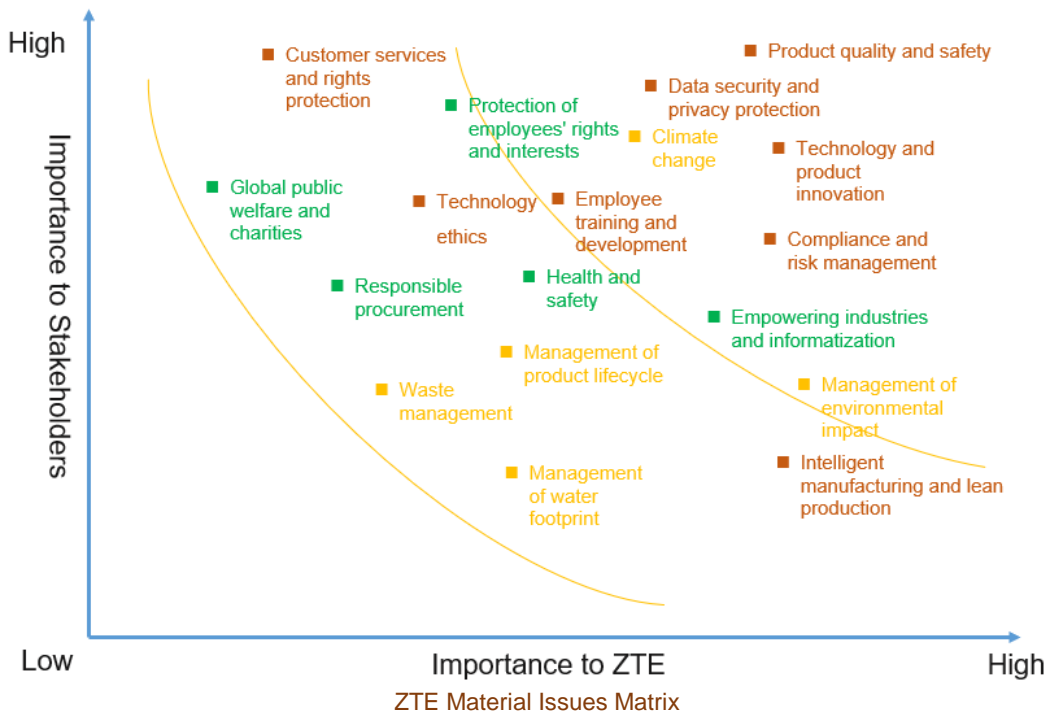 High
Importance to Stakeholders
Customer services
and rights
protection
Product quality and safety
Data security and
privacy protection
Protection of
employees' rights
and interests
Climate
change
Technology and
product
innovation
Global public
welfare and
charities
Technology
ethics
Employee
training and
development
Compliance and
risk management
Responsible
procurement
Health and
safety
Empowering industries
and informatization
Management of
product lifecycle
Waste
management
Management of
environmental
impact
Management
of water
footprint
Intelligent
manufacturing and lean
production
Low
Importance to ZTE
High
ZTE Material Issues Matrix